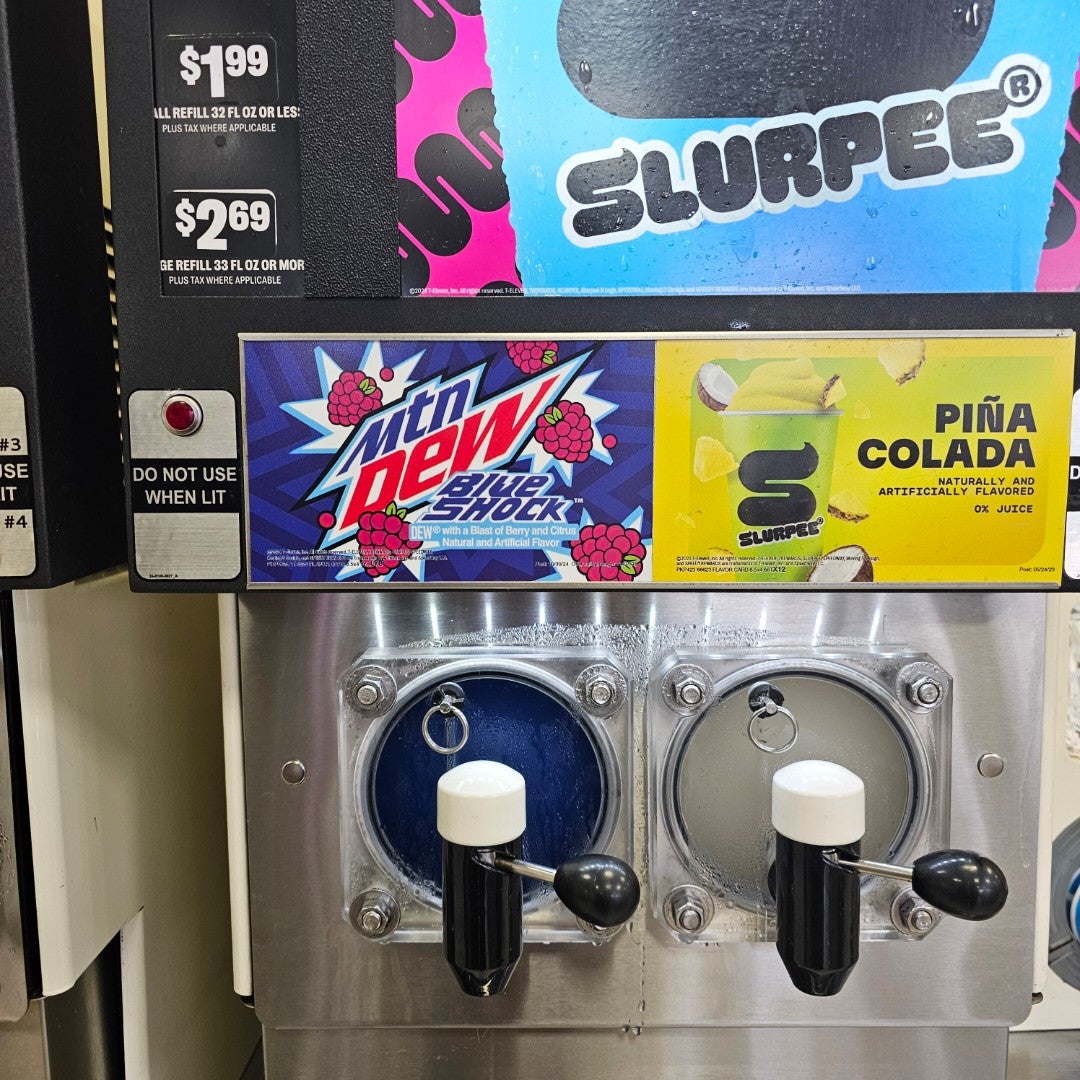 $1.99
ALL REFILL 32 FL OZ OR LESS
PLUS TAX WHERE APPLICABLE
$2.69
GE REFILL 33 FL OZ OR MOR
PLUS TAX WHERE APPLICABLE
SLURPEE®
#3
USE
IT
#4
DO NOT USE
WHEN LIT
mtn
DEW
BLUE
SHOCK™
DEW® with a Blast of Berry and Citrus
Natural and Artificial Flavor
PIÑA
COLADA
NATURALLY AND
ARTIFICIALLY FLAVORED
0% JUICE
SLURPEE®
D